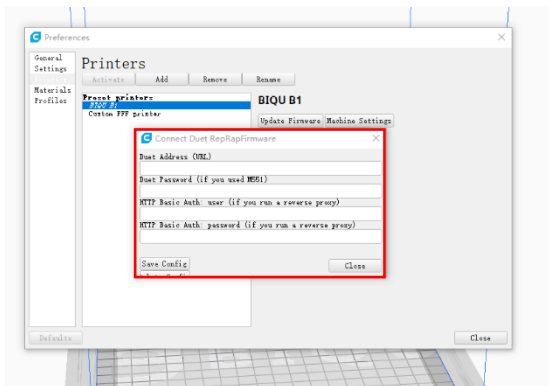 Preferences
General
Settings
Materials
Profiles
Printers
Activate
Add
Remove
Rename
Preset printers
BIQU B1
Custom FFF printer
BIQU B1
Update Firmware
Machine Settings
Connect Duet RepRapFirmware
Duet Address (URL)
Duet Password (if you used M551)
HTTP Basic Auth: user (if you run a reverse proxy)
HTTP Basic Auth: password (if you run a reverse proxy)
Save Config
Close
Defaults
Close